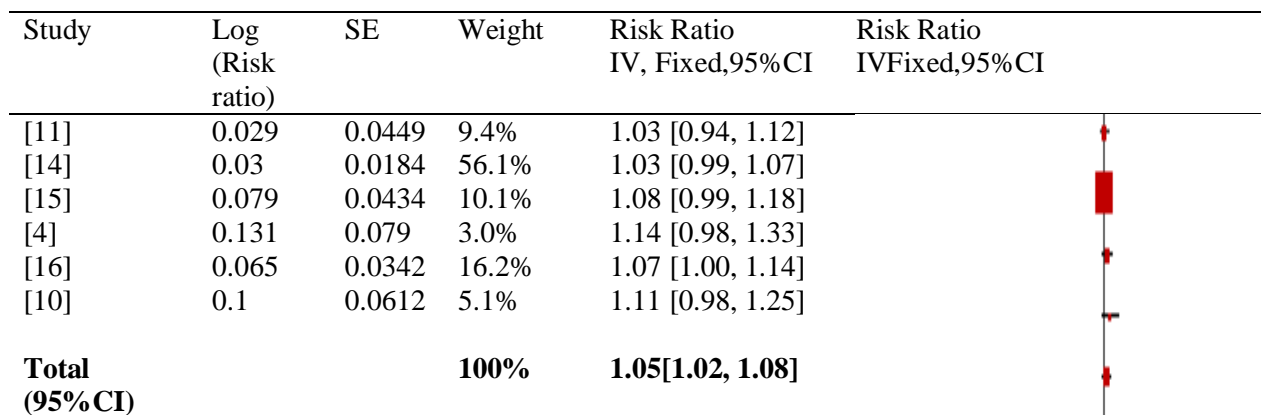 Study Log (Risk ratio) SE Weight Risk Ratio IV, Fixed,95%CI Risk Ratio IVFixed,95%CI
[11] 0.029 0.0449 9.4% 1.03 [0.94, 1.12]
[14] 0.03 0.0184 56.1% 1.03 [0.99, 1.07]
[15] 0.079 0.0434 10.1% 1.08 [0.99, 1.18]
[4] 0.131 0.079 3.0% 1.14 [0.98, 1.33]
[16] 0.065 0.0342 16.2% 1.07 [1.00, 1.14]
[10] 0.1 0.0612 5.1% 1.11 [0.98, 1.25]
Total (95%CI) 100% 1.05[1.02, 1.08]